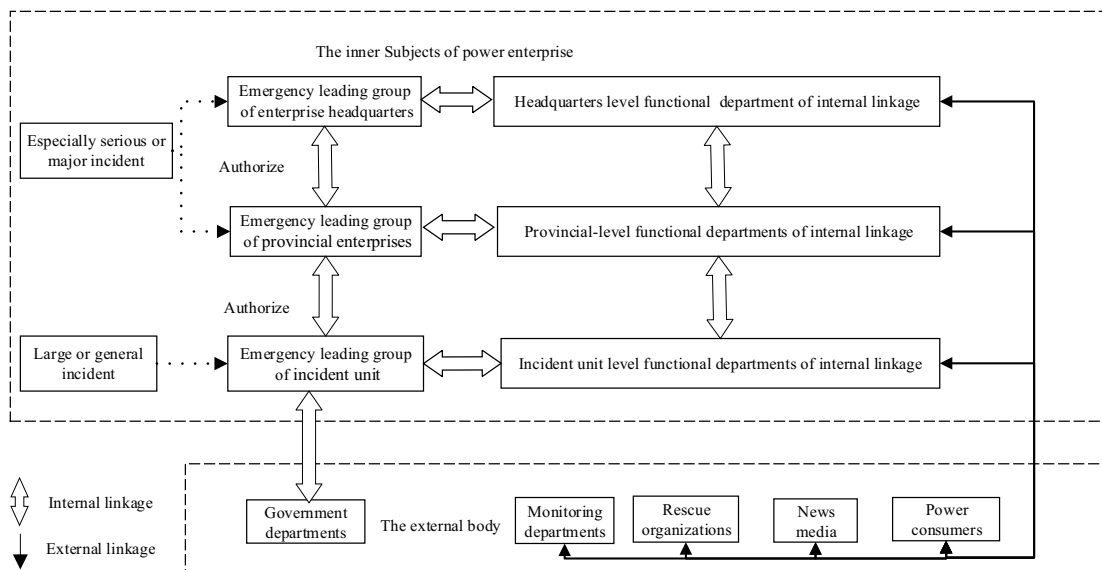 The inner Subjects of power enterprise
Emergency leading group
of enterprise headquarters
Headquarters level functional department of internal linkage
Especially serious or
major incident
Authorize
Emergency leading group
of provincial enterprises
Provincial-level functional departments of internal linkage
Authorize
Large or general
incident
Emergency leading group
of incident unit
Incident unit level functional departments of internal linkage
Internal linkage
External linkage
Government
departments
The external body
Monitoring
departments
Rescue
organizations
News
media
Power
consumers